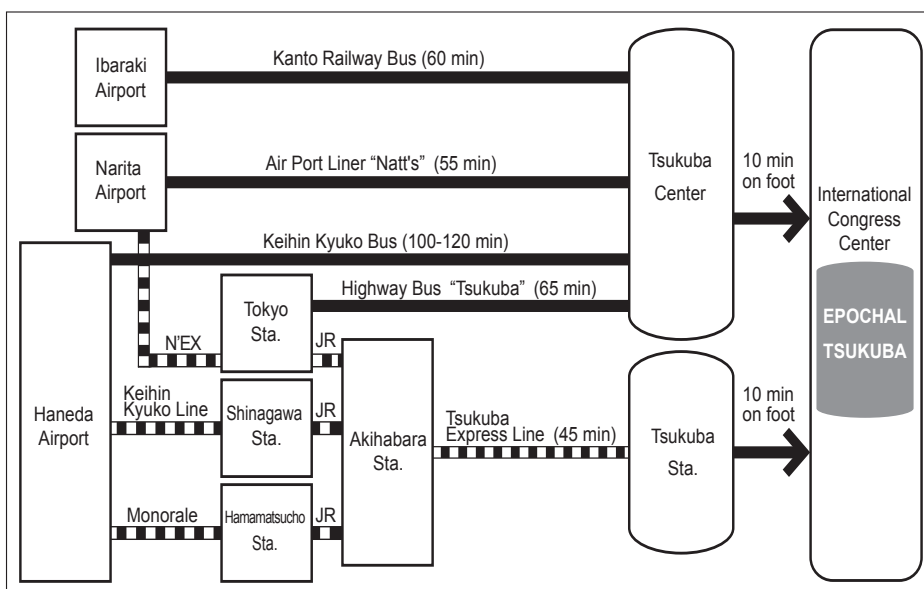 Ibaraki
Airport
Kanto Railway Bus (60 min)
Narita
Airport
Air Port Liner “Natt's” (55 min)
Tsukuba
Center
10 min
on foot
International
Congress
Center
EPOCHAL
TSUKUBA
Keihin Kyuko Bus (100-120 min)
Highway Bus “Tsukuba” (65 min)
Tokyo
Sta.
N'EX
JR
Haneda
Airport
Keihin
Kyuko Line
Shinagawa
Sta.
JR
Akihabara
Sta.
Tsukuba
Express Line (45 min)
Tsukuba
Sta.
10 min
on foot
Monorale
Hamamatsucho
Sta.
JR